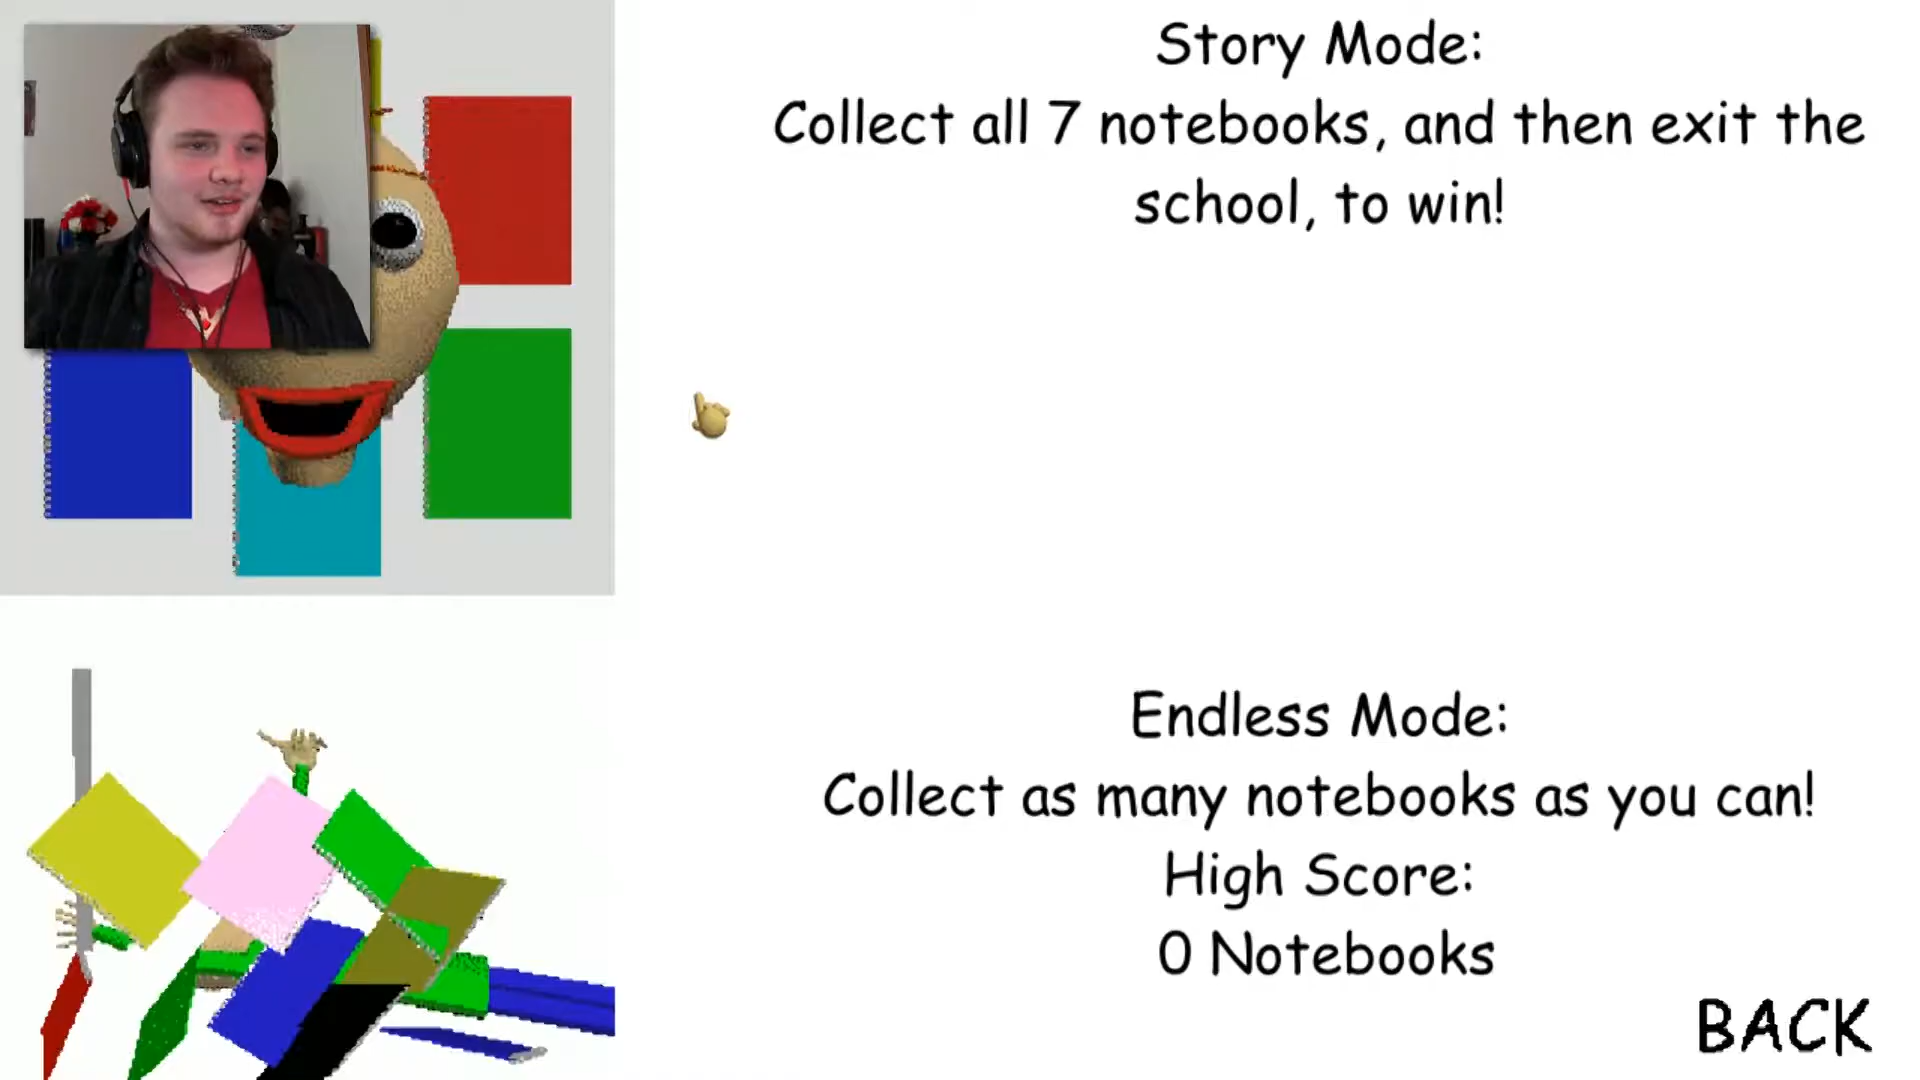 Story Mode:
Collect all 7 notebooks, and then exit the
school, to win!
Endless Mode:
Collect as many notebooks as you can!
High Score:
0 Notebooks
BACK